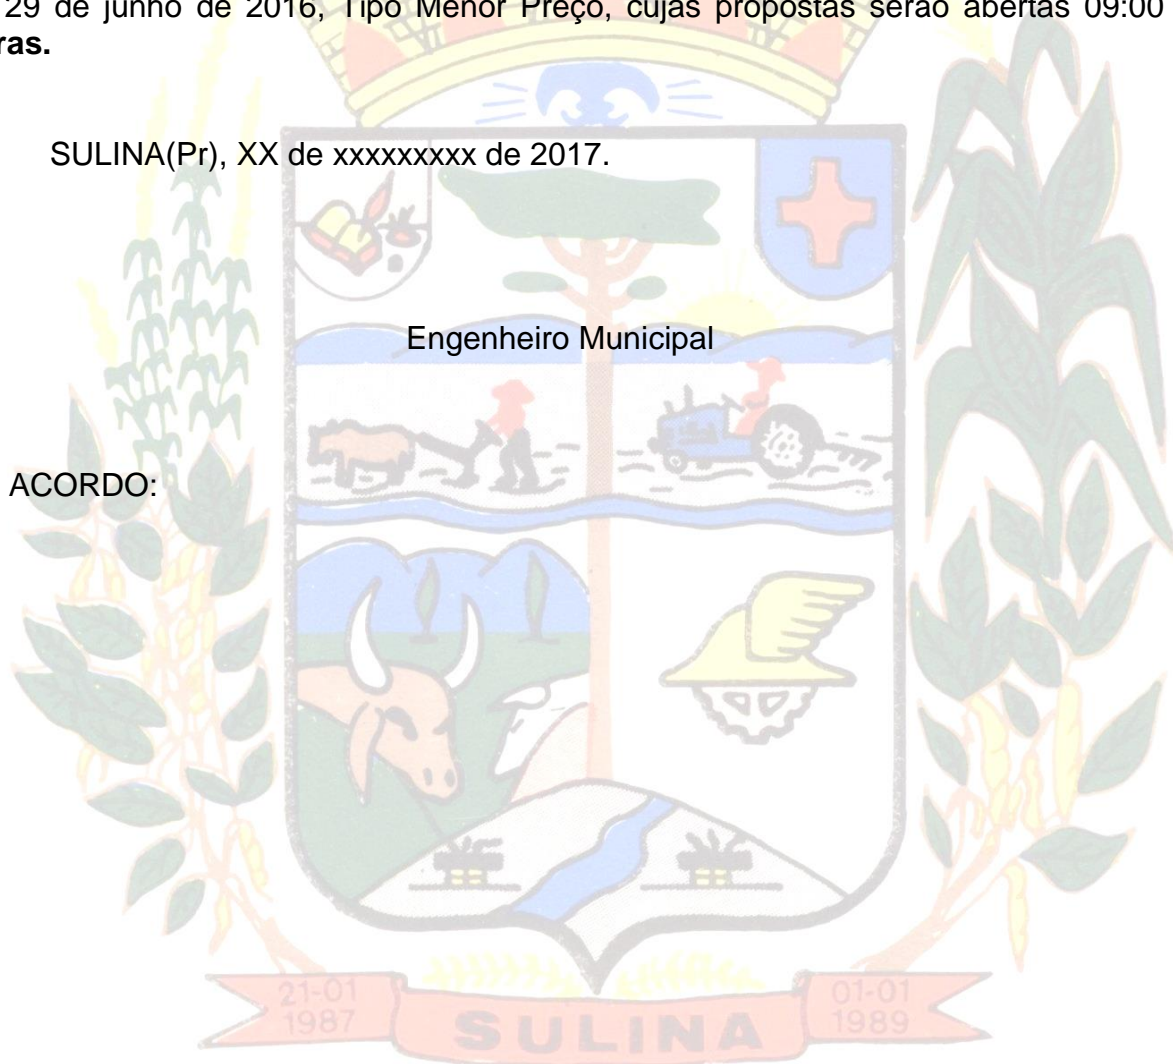 29 de junho de 2016, Tipo Menor Preço, cujas propostas serão abertas 09:00
ras.
SULINA(Pr), XX de xxxxxxxxx de 2017.
Engenheiro Municipal
ACORDO:
21-01
1987
SULINA
01-01
1989